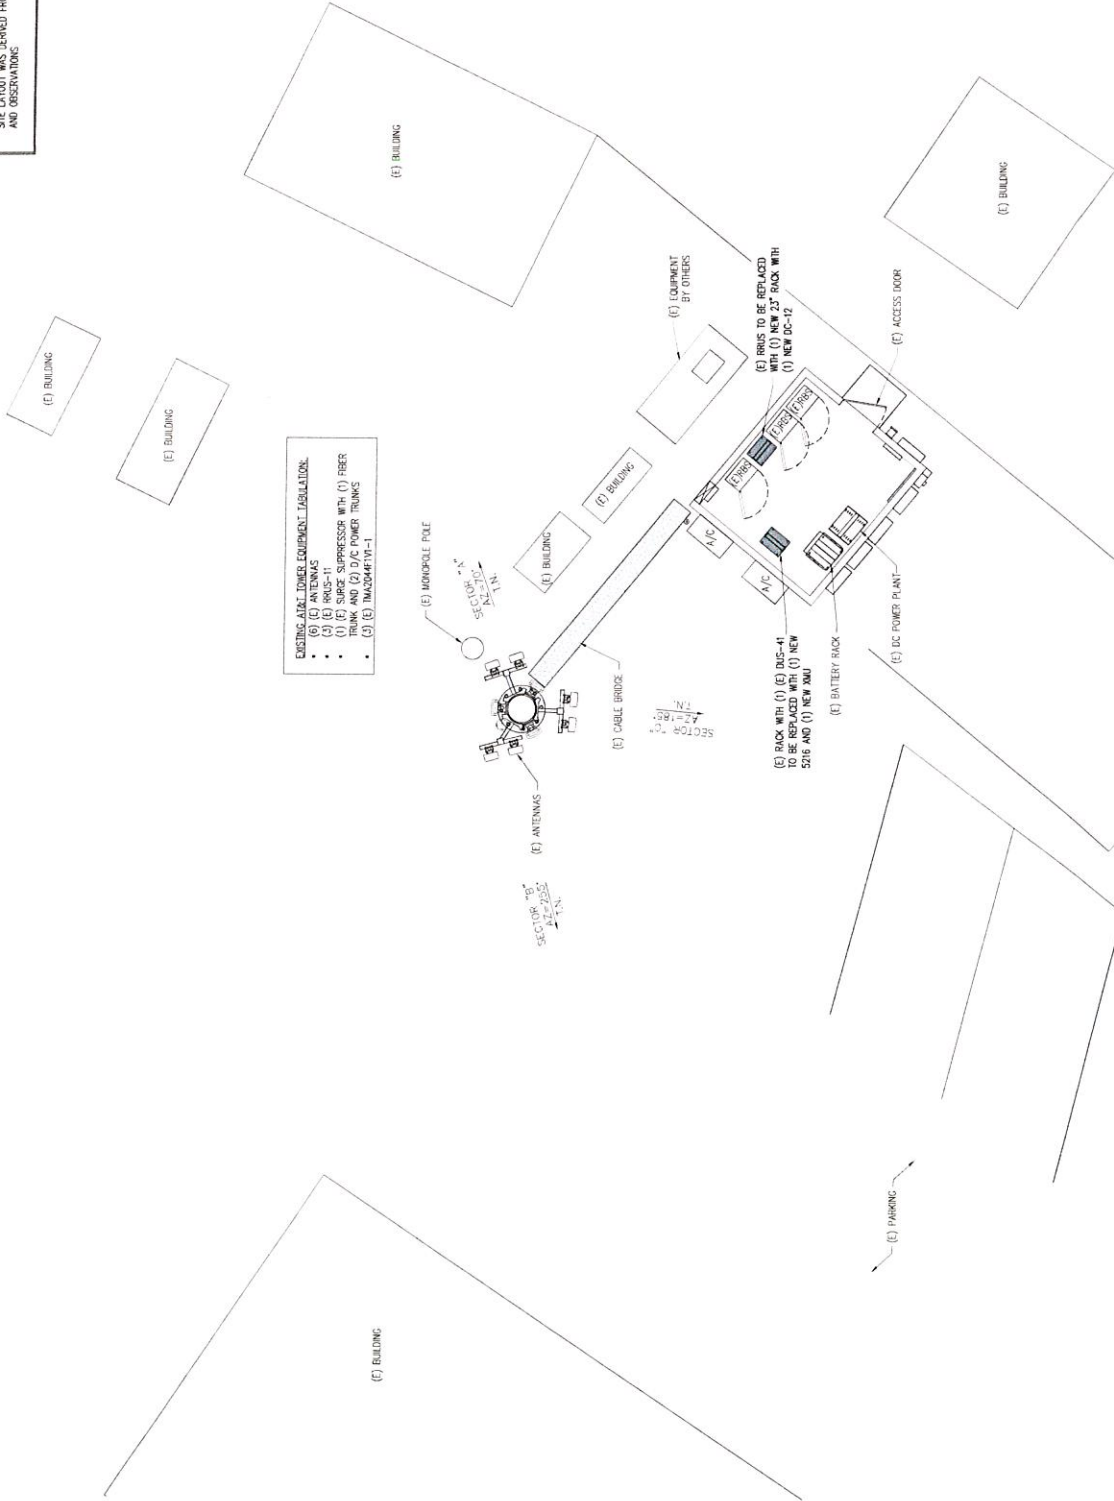 SITE LAYOUT WAS DERIVED
AND OBSERVATIONS
(E) BUILDING
(E) BUILDING
(E) BUILDING
(E) BUILDING
EXISTING AT&T TOWER EQUIPMENT TABULATION:
• (6) (E) ANTENNAS
• (3) (E) RRUS-11
• (1) (E) SURGE SUPPRESSOR WITH (1) FIBER
TRUNK AND (2) D/C POWER TRUNKS
• (3) (E) TMA2044F1V1-1
(E) MONOPOLE POLE
SECTOR "A"
AZ=70°
T.N.
(E) EQUIPMENT
BY OTHERS
(E) BUILDING
(E) BUILDING
(E) RRUS TO BE REPLACED
WITH (1) NEW 23" RACK WITH
(1) NEW DC-12
(E) ACCESS DOOR
(E)RBS
(E)RBS
(E)RBS
A/C
A/C
(E) CABLE BRIDGE
SECTOR "C"
AZ=185°
T.N.
(E) RACK WITH (1) (E) DUS-41
TO BE REPLACED WITH (1) NEW
5216 AND (1) NEW XMU
(E) BATTERY RACK
(E) DC POWER PLANT
(E) ANTENNAS
SECTOR "B"
AZ=255°
T.N.
(E) PARKING
(E) BUILDING